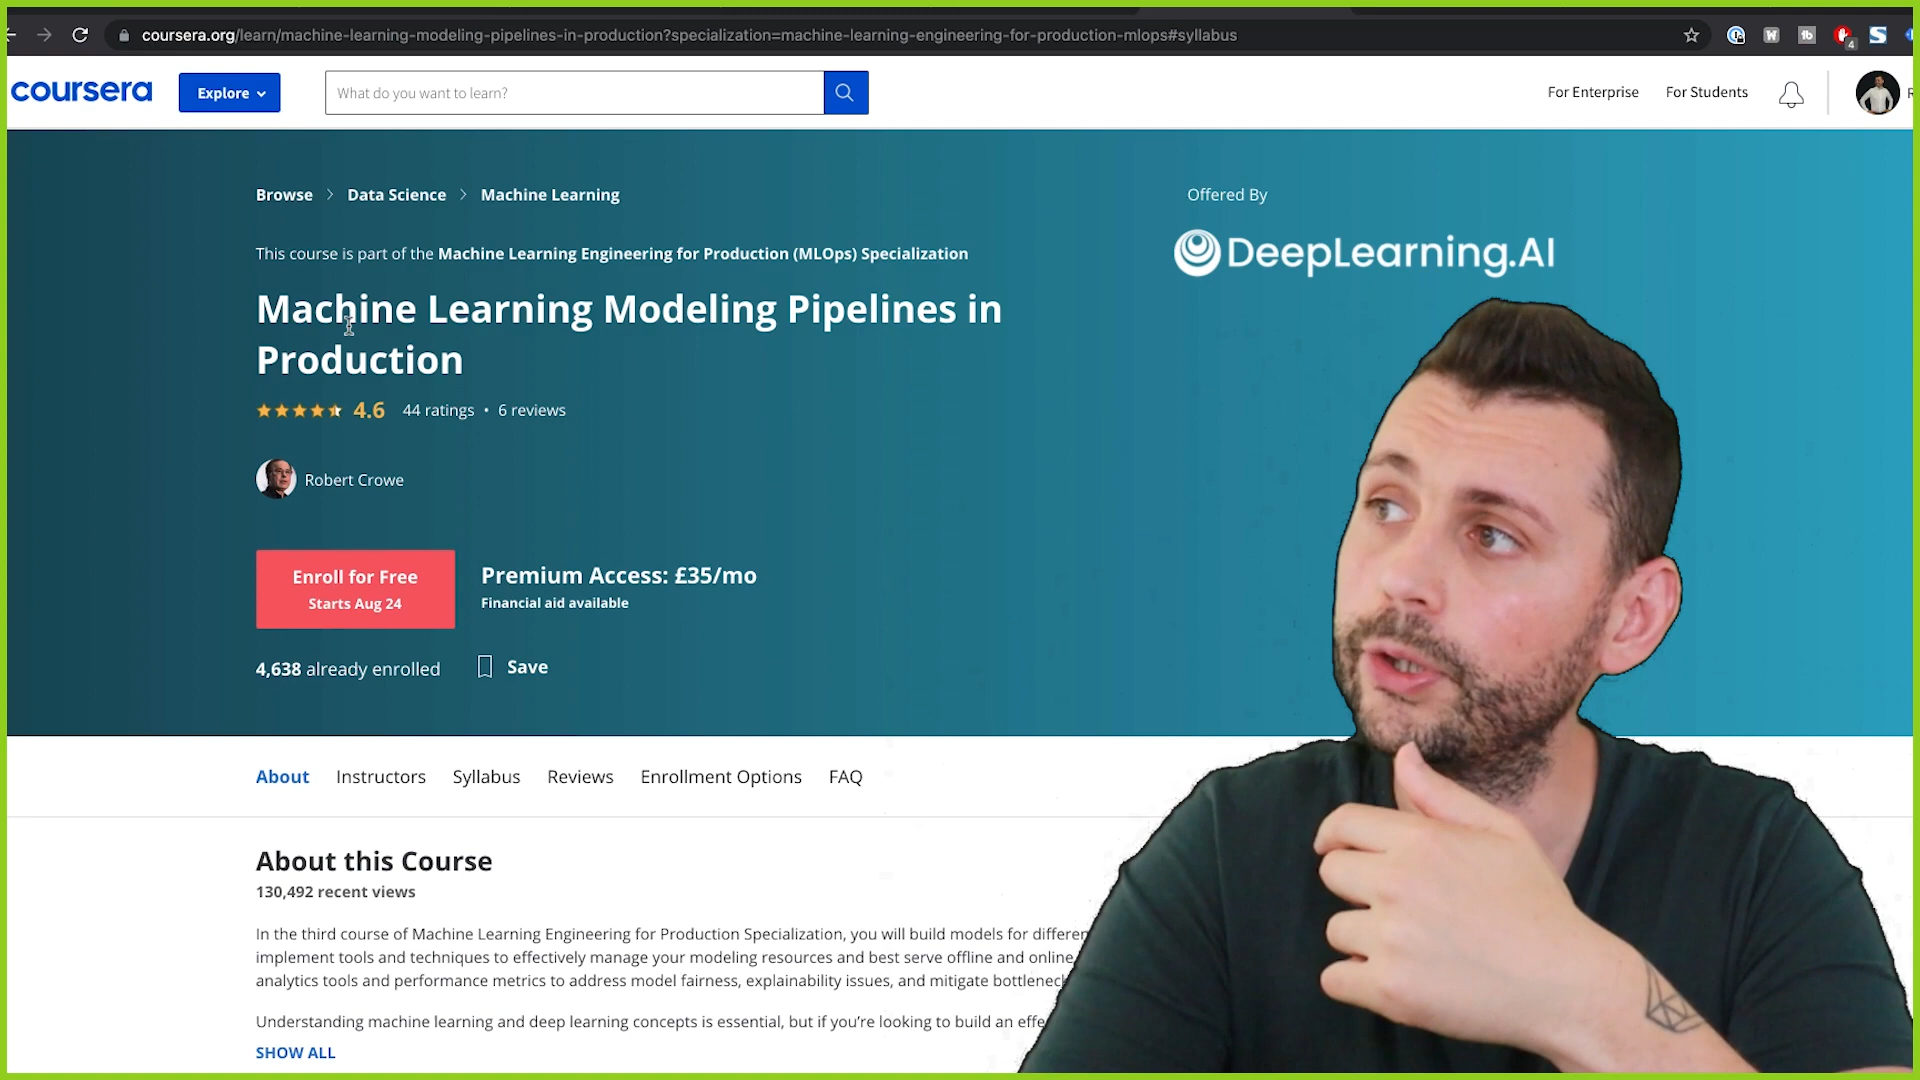 coursera.org/learn/machine-learning-modeling-pipelines-in-production?specialization=machine-learning-engineering-for-production-mlops#syllabus
4
coursera
Explore
What do you want to learn?
For Enterprise
For Students
Browse > Data Science > Machine Learning
This course is part of the Machine Learning Engineering for Production (MLOps) Specialization
Machine Learning Modeling Pipelines in
Production
4.6 44 ratings • 6 reviews
Robert Crowe
Enroll for Free
Starts Aug 24
Premium Access: £35/mo
Financial aid available
4,638 already enrolled
Save
Offered By
DeepLearning.AI
About
Instructors
Syllabus
Reviews
Enrollment Options
FAQ
About this Course
130,492 recent views
In the third course of Machine Learning Engineering for Production Specialization, you will build models for
implement tools and techniques to effectively manage your modeling resources and best serve offline and online
analytics tools and performance metrics to address model fairness, explainability issues, and mitigate
Understanding machine learning and deep learning concepts is essential, but if you're looking to build an
SHOW ALL